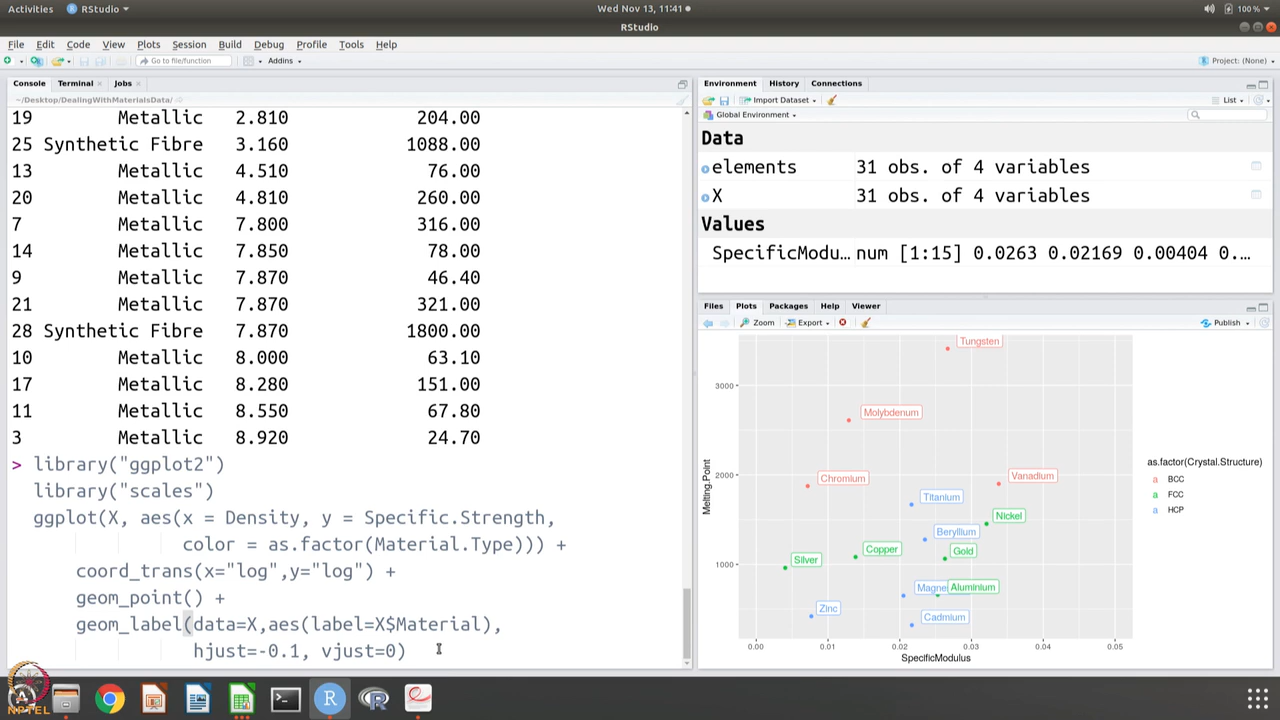 Activities RStudio Wed Nov 13, 11:41 100 %
RStudio
File Edit Code View Plots Session Build Debug Profile Tools Help
Go to file/function Addins Project: (None)
Console Terminal Jobs
~/Desktop/DealingWithMaterialsData/
19 Metallic 2.810 204.00
25 Synthetic Fibre 3.160 1088.00
13 Metallic 4.510 76.00
20 Metallic 4.810 260.00
7 Metallic 7.800 316.00
14 Metallic 7.850 78.00
9 Metallic 7.870 46.40
21 Metallic 7.870 321.00
28 Synthetic Fibre 7.870 1800.00
10 Metallic 8.000 63.10
17 Metallic 8.280 151.00
11 Metallic 8.550 67.80
3 Metallic 8.920 24.70
> library("ggplot2")
library("scales")
ggplot(X, aes(x = Density, y = Specific.Strength,
color = as.factor(Material.Type))) +
coord_trans(x="log",y="log") +
geom_point() +
geom_label(data=X,aes(label=X$Material),
hjust=-0.1, vjust=0)
Environment History Connections
Import Dataset List
Global Environment
Data
elements 31 obs. of 4 variables
X 31 obs. of 4 variables
Values
SpecificModu… num [1:15] 0.0263 0.02169 0.00404 0.…
Files Plots Packages Help Viewer
Zoom Export Publish
Tungsten
3000
Molybdenum
Melting.Point
2000
Chromium
Vanadium
Titanium
Nickel
Beryllium
Copper
Gold
Silver
1000
Magne
Aluminium
Zinc
Cadmium
0.00 0.01 0.02 0.03 0.04 0.05
SpecificModulus
as.factor(Crystal.Structure)
a BCC
a FCC
a HCP
NPTEL